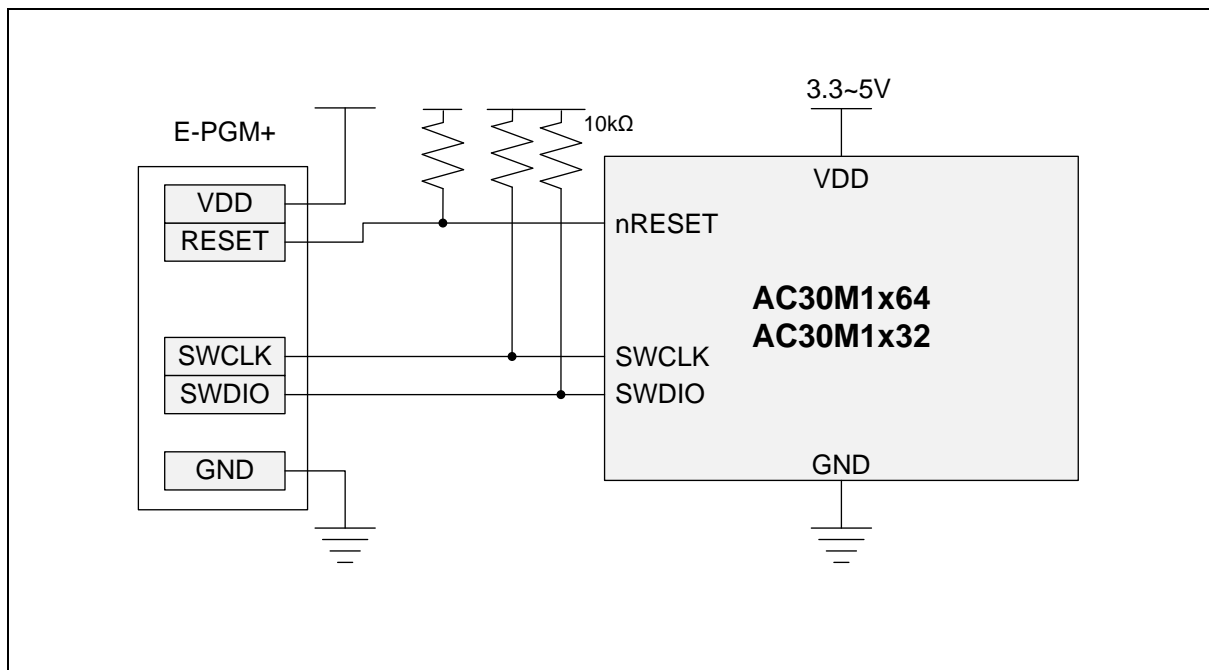 3.3~5V
E-PGM+
10kΩ
VDD
RESET
SWCLK
SWDIO
GND
VDD
nRESET
AC30M1x64
AC30M1x32
SWCLK
SWDIO
GND